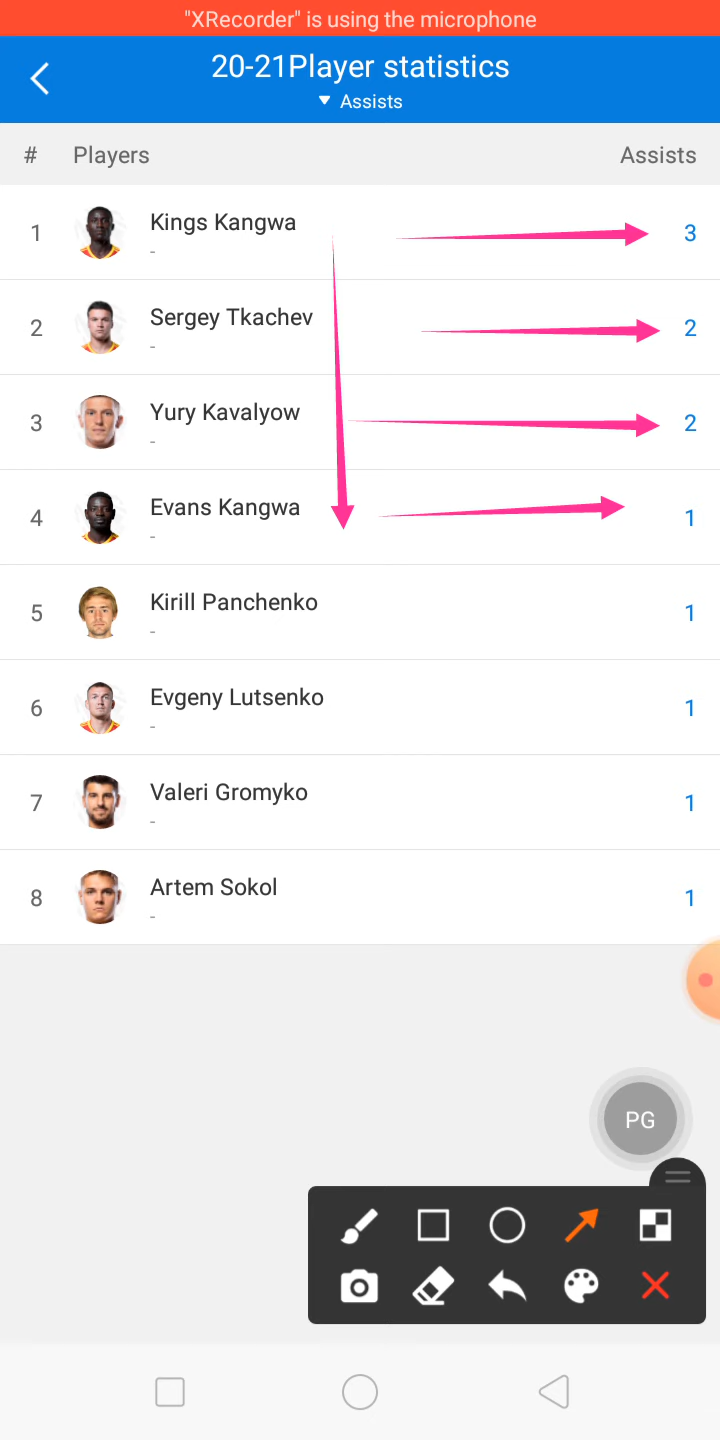 "XRecorder" is using the microphone
20-21Player statistics
Assists
# Players Assists
1 Kings Kangwa 3
-
2 Sergey Tkachev 2
-
3 Yury Kavalyow 2
-
4 Evans Kangwa 1
-
5 Kirill Panchenko 1
-
6 Evgeny Lutsenko 1
-
7 Valeri Gromyko 1
-
8 Artem Sokol 1
-
PG